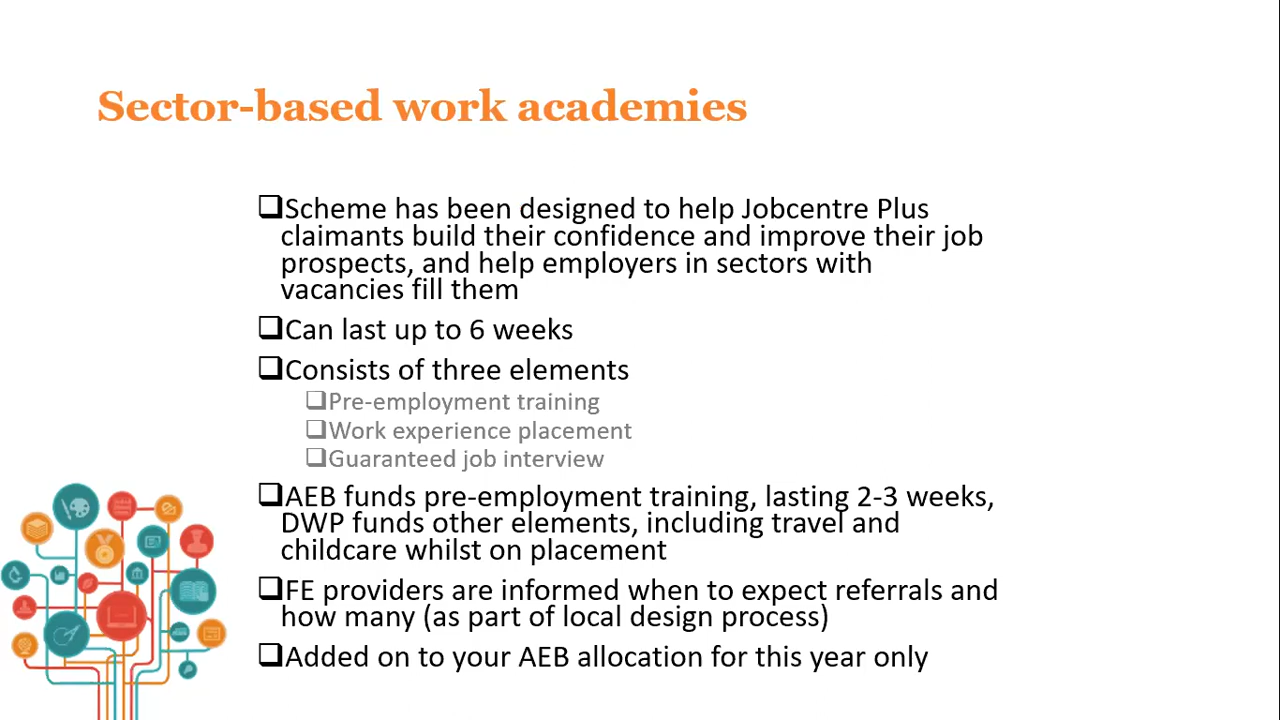 Sector-based work academies
❑Scheme has been designed to help Jobcentre Plus
claimants build their confidence and improve their job
prospects, and help employers in sectors with
vacancies fill them
❑Can last up to 6 weeks
❑Consists of three elements
❑Pre-employment training
❑Work experience placement
❑Guaranteed job interview
❑AEB funds pre-employment training, lasting 2-3 weeks,
DWP funds other elements, including travel and
childcare whilst on placement
❑FE providers are informed when to expect referrals and
how many (as part of local design process)
❑Added on to your AEB allocation for this year only